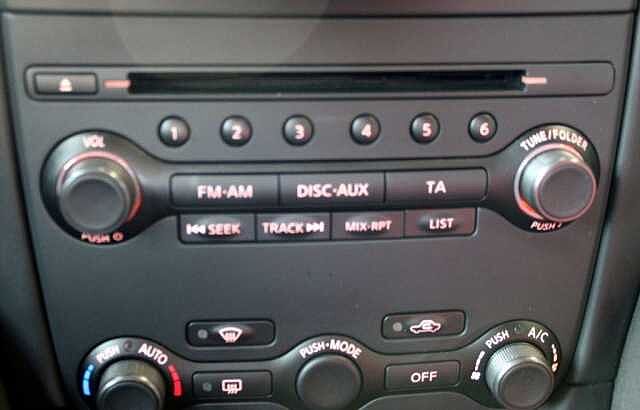 1 2 3 4 5 6
VOL
TUNE/FOLDER
FM·AM DISC·AUX TA
SEEK TRACK MIX·RPT LIST
PUSH
PUSH
PUSH AUTO
PUSH·MODE
PUSH A/C
OFF